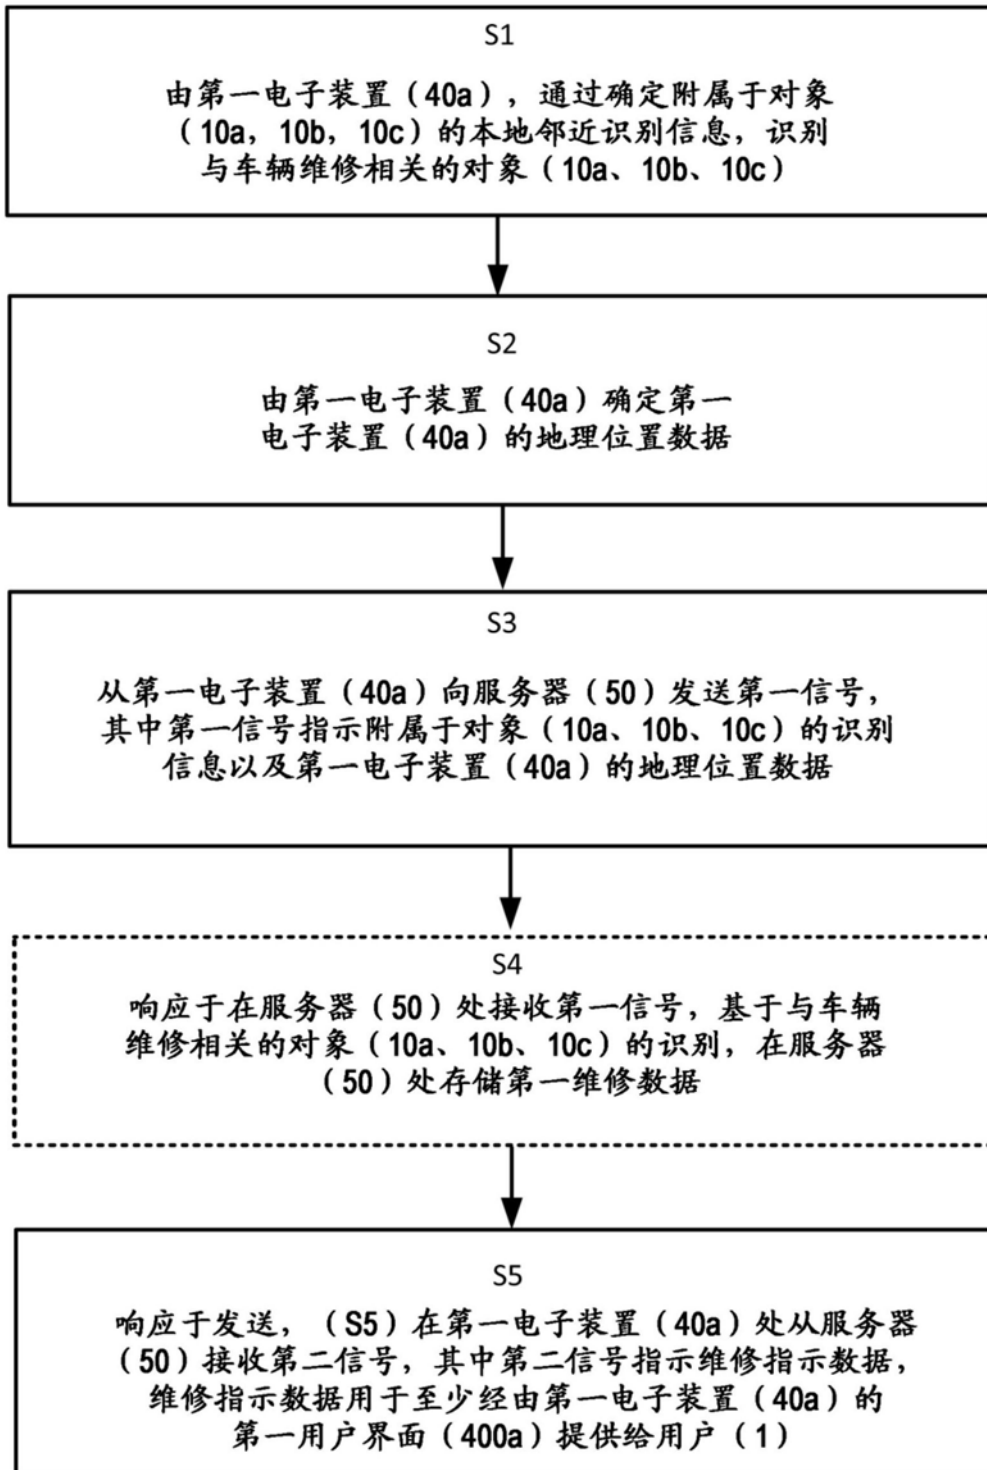 S1
由第一电子装置（40a），通过确定附属于对象
（10a，10b，10c）的本地邻近识别信息，识别
与车辆维修相关的对象（10a、10b、10c）
S2
由第一电子装置（40a）确定第一
电子装置（40a）的地理位置数据
S3
从第一电子装置（40a）向服务器（50）发送第一信号，
其中第一信号指示附属于对象（10a、10b、10c）的识别
信息以及第一电子装置（40a）的地理位置数据
S4
响应于在服务器（50）处接收第一信号，基于与车辆
维修相关的对象（10a、10b、10c）的识别，在服务器
（50）处存储第一维修数据
S5
响应于发送，（S5）在第一电子装置（40a）处从服务器
（50）接收第二信号，其中第二信号指示维修指示数据，
维修指示数据用于至少经由第一电子装置（40a）的
第一用户界面（400a）提供给用户（1）